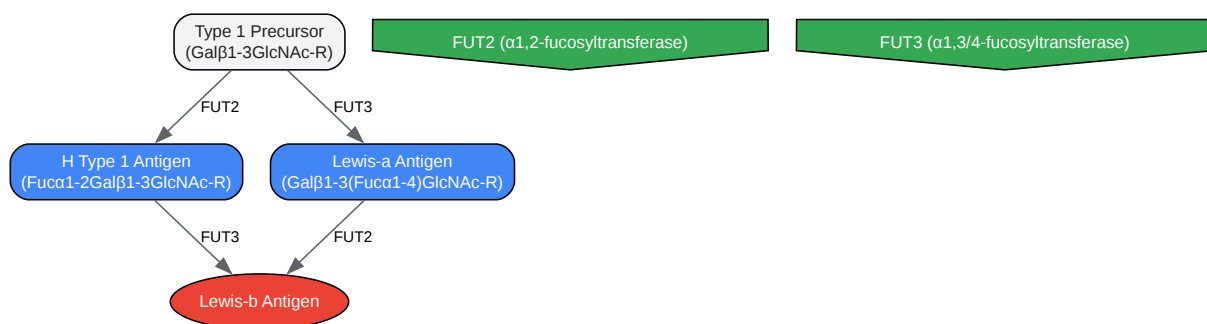 Type 1 Precursor
(Galβ1-3GlcNAc-R)
FUT2 (α1,2-fucosyltransferase)
FUT3 (α1,3/4-fucosyltransferase)
FUT2
FUT3
H Type 1 Antigen
(Fucα1-2Galβ1-3GlcNAc-R)
Lewis-a Antigen
(Galβ1-3(Fucα1-4)GlcNAc-R)
FUT3
FUT2
Lewis-b Antigen